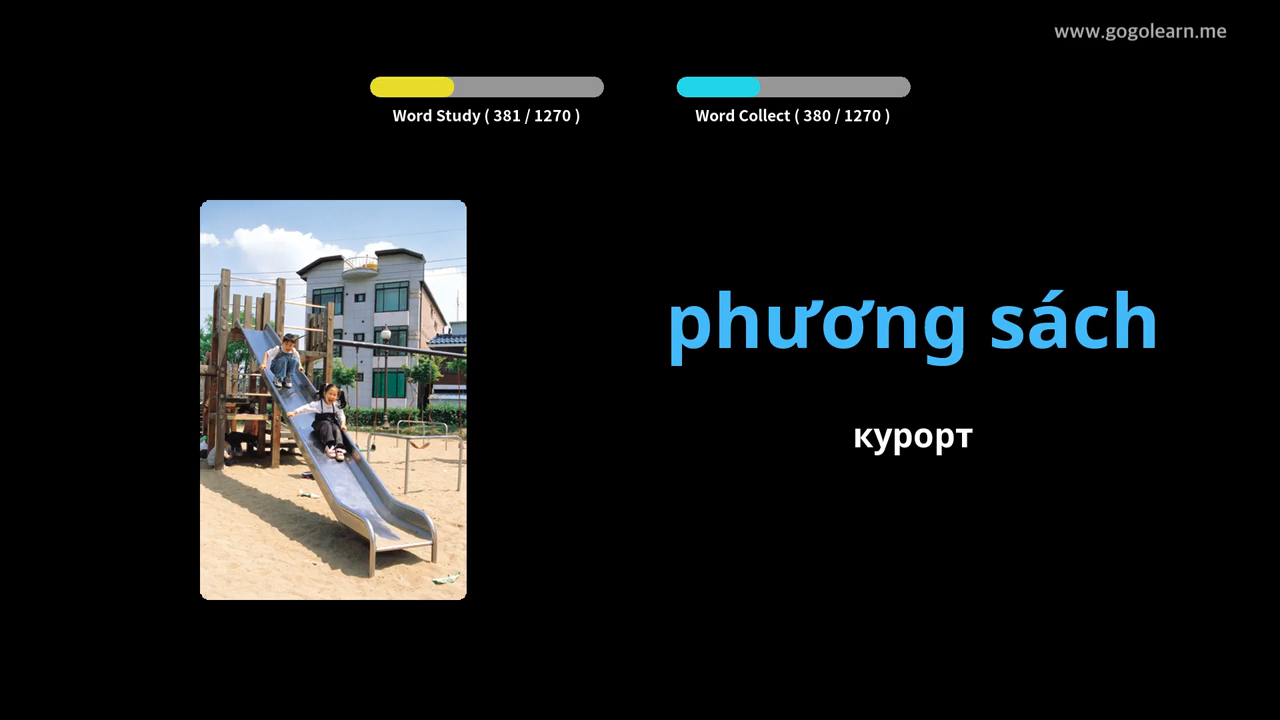 www.gogolearn.me
Word Study ( 381 / 1270 )
Word Collect ( 380 / 1270 )
phương sách
курорт